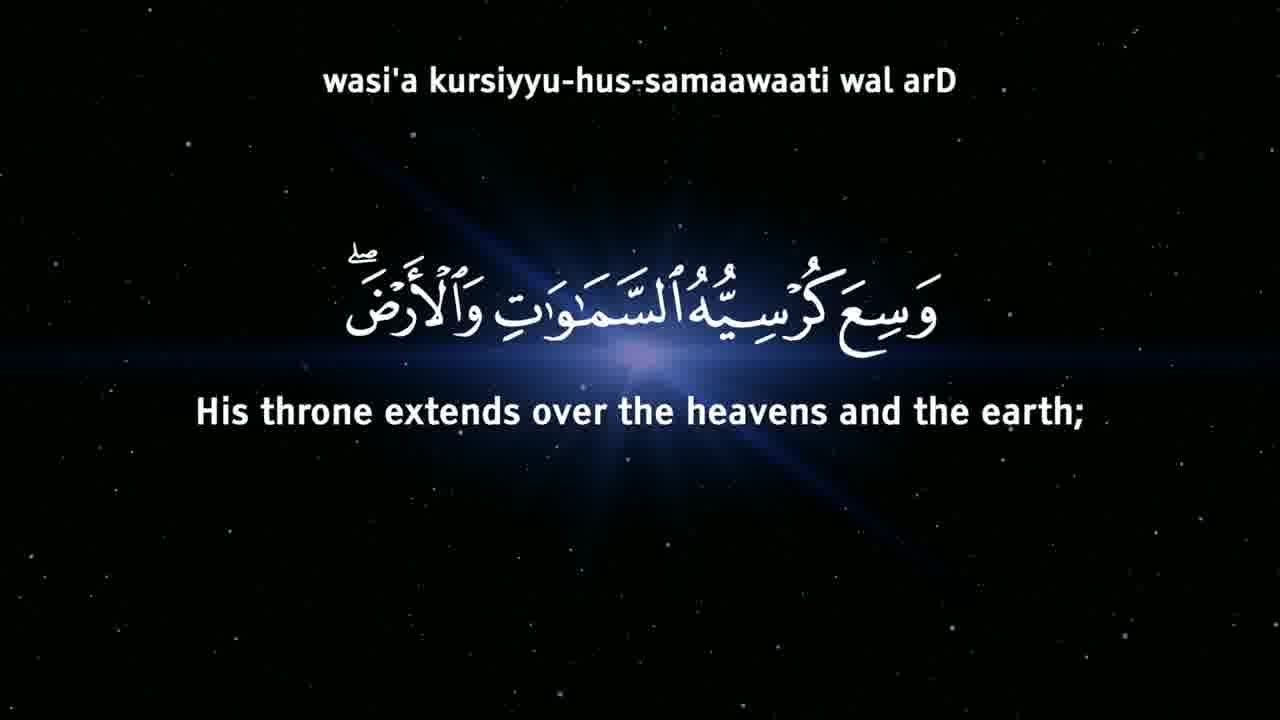 wasi'a kursiyyu-hus-samaawaati wal arD
وَسِعَ كُرْسِيُّهُ ٱلسَّمَـٰوَٰتِ وَٱلْأَرْضَ ۖ
His throne extends over the heavens and the earth;